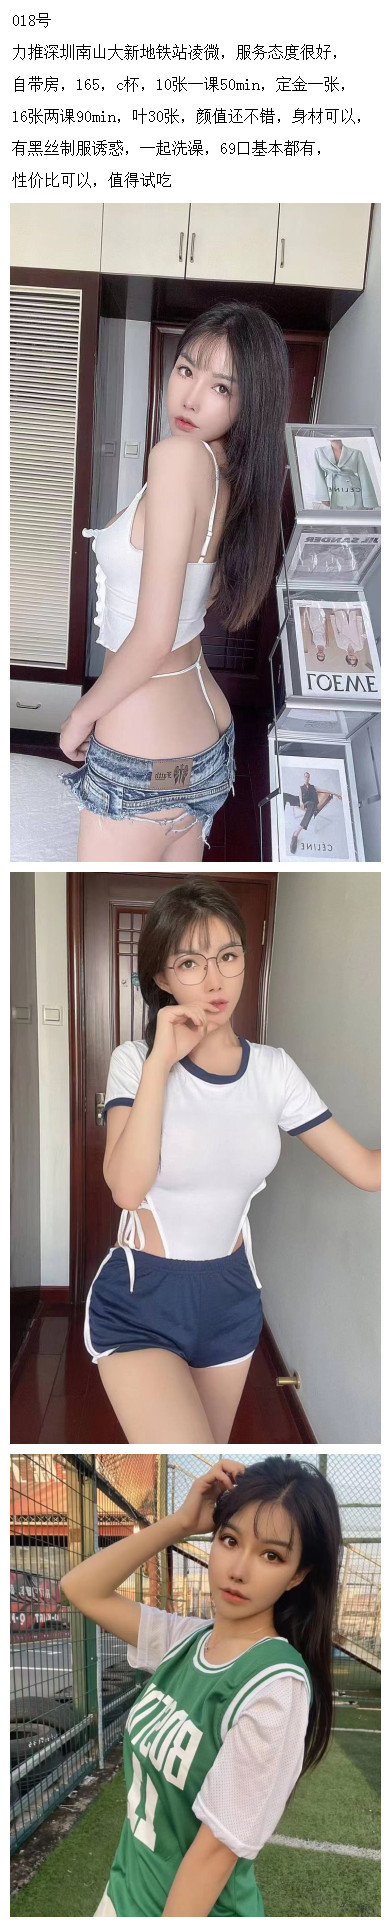 018号
力推深圳南山大新地铁站凌微，服务态度很好，
自带房，165，c杯，10张一课50min，定金一张，
16张两课90min，叶30张，颜值还不错，身材可以，
有黑丝制服诱惑，一起洗澡，69口基本都有，
性价比可以，值得试吃
CELINE
JIL SANDER
LOEWE
CELINE
BOSTON
11